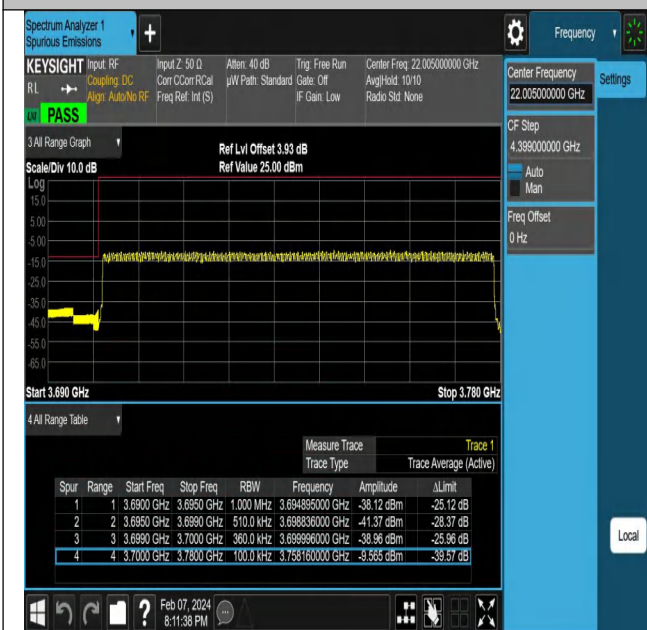 Spectrum Analyzer 1
Spurious Emissions
+
Frequency
KEYSIGHT Input: RF Input Z: 50 Ω Atten: 40 dB Trig: Free Run Center Freq: 22.005000000 GHz
RL Coupling: DC Corr CCorr RCal µW Path: Standard Gate: Off Avg|Hold: 10/10
Align: Auto/No RF Freq Ref: Int (S) IF Gain: Low Radio Std: None
LXI PASS
Center Frequency
22.005000000 GHz
Settings
CF Step
4.399000000 GHz
Auto
Man
Freq Offset
0 Hz
3 All Range Graph
Ref Lvl Offset 3.93 dB
Scale/Div 10.0 dB Ref Value 25.00 dBm
Log
15.0
5.00
-5.00
-15.0
-25.0
-35.0
-45.0
-55.0
-65.0
Start 3.690 GHz Stop 3.780 GHz
4 All Range Table
Measure Trace Trace 1
Trace Type Trace Average (Active)
Spur Range Start Freq Stop Freq RBW Frequency Amplitude ΔLimit
1 1 3.6900 GHz 3.6950 GHz 1.000 MHz 3.694895000 GHz -38.12 dBm -25.12 dB
2 2 3.6950 GHz 3.6990 GHz 510.0 kHz 3.698836000 GHz -41.37 dBm -28.37 dB
3 3 3.6990 GHz 3.7000 GHz 360.0 kHz 3.699996000 GHz -38.96 dBm -25.96 dB
4 4 3.7000 GHz 3.7800 GHz 100.0 kHz 3.758160000 GHz -9.565 dBm -39.57 dB
Local
? Feb 07, 2024
8:11:38 PM